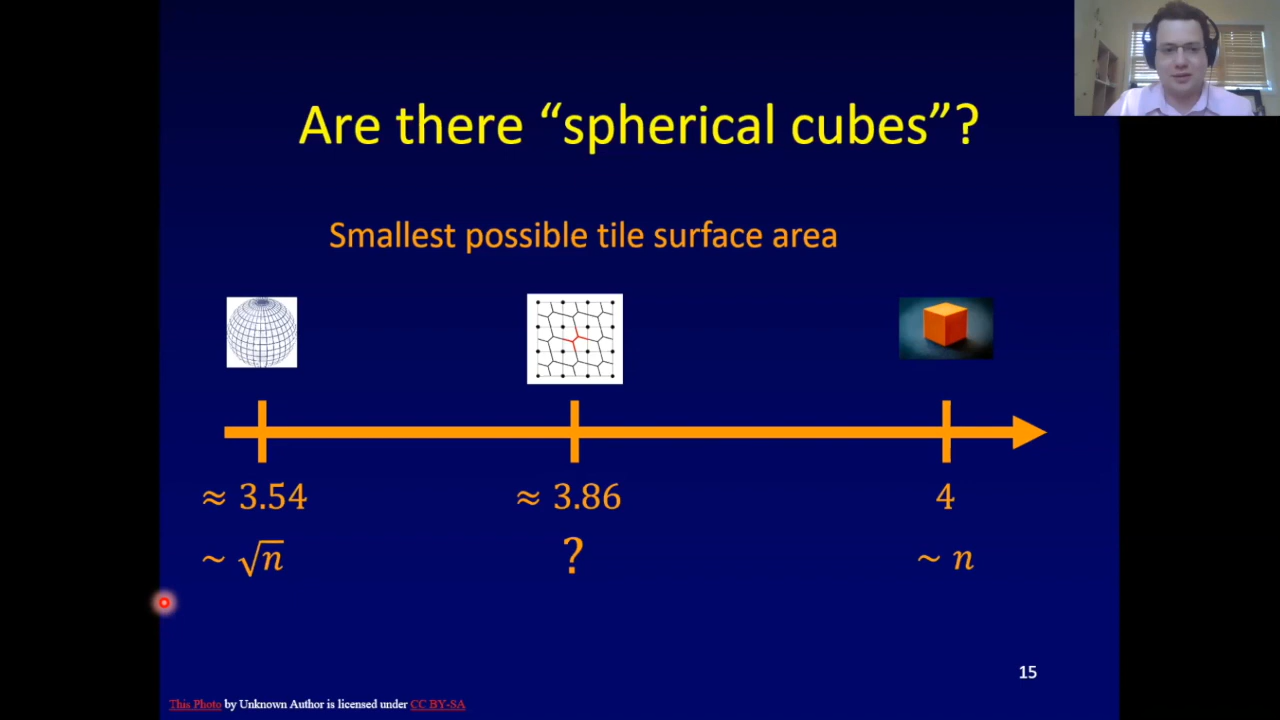 Are there “spherical cubes”?
Smallest possible tile surface area
≈ 3.54
≈ 3.86
4
~ √n
?
~ n
15
This Photo by Unknown Author is licensed under CC BY-SA